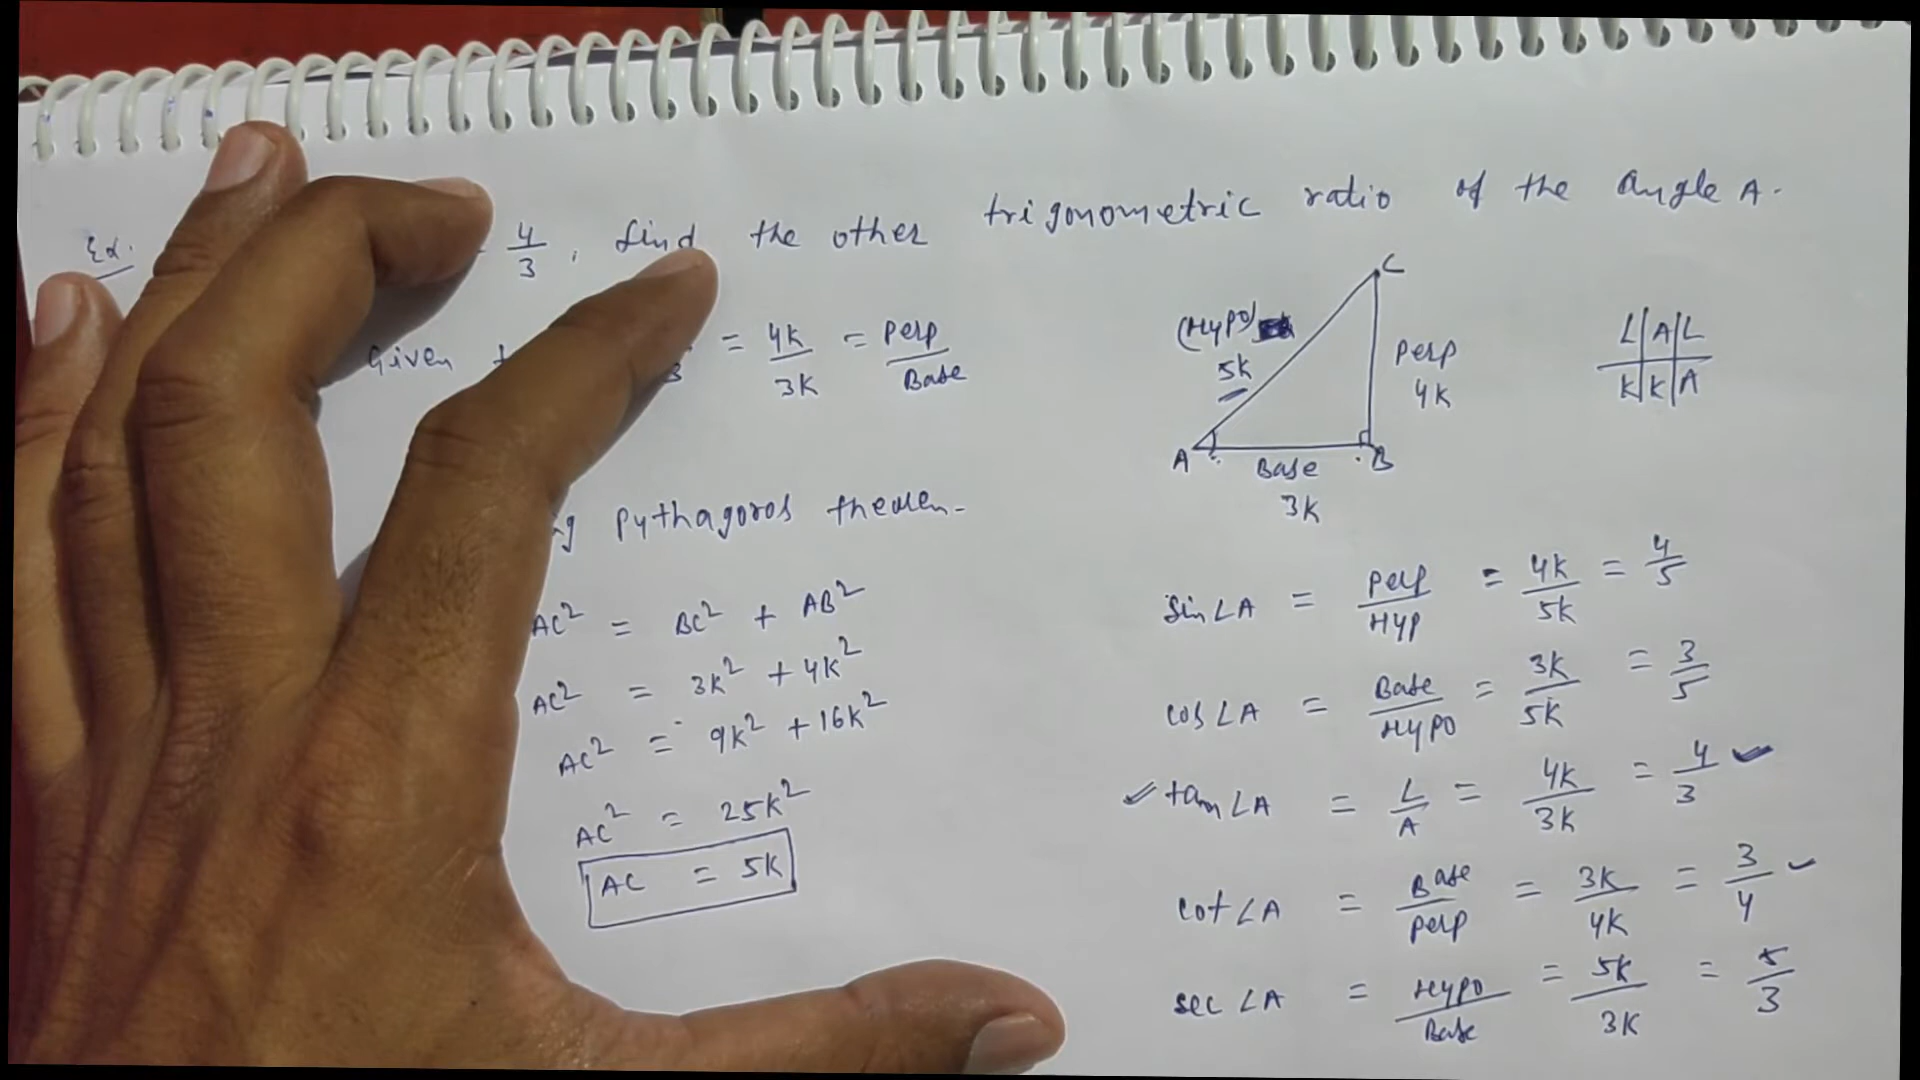 Ex. 4/3, find the other trigonometric ratio of the angle A.
Given = 4K/3K = Perp/Base
C
(Hypo)
5K
Perp
4K
L|A|L
K|K|A
A Base B
3K
Pythagoros
AC² = BC² + AB²
AC² = 3K² + 4K²
AC² = 9K² + 16K²
AC² = 25K²
AC = 5K
Sin∠A = Perp/Hyp = 4K/5K = 4/5
cos∠A = Base/Hypo = 3K/5K = 3/5
✓ tan∠A = L/A = 4K/3K = 4/3 ✓
cot∠A = Base/Perp = 3K/4K = 3/4 ✓
sec∠A = Hypo/Base = 5K/3K = 5/3